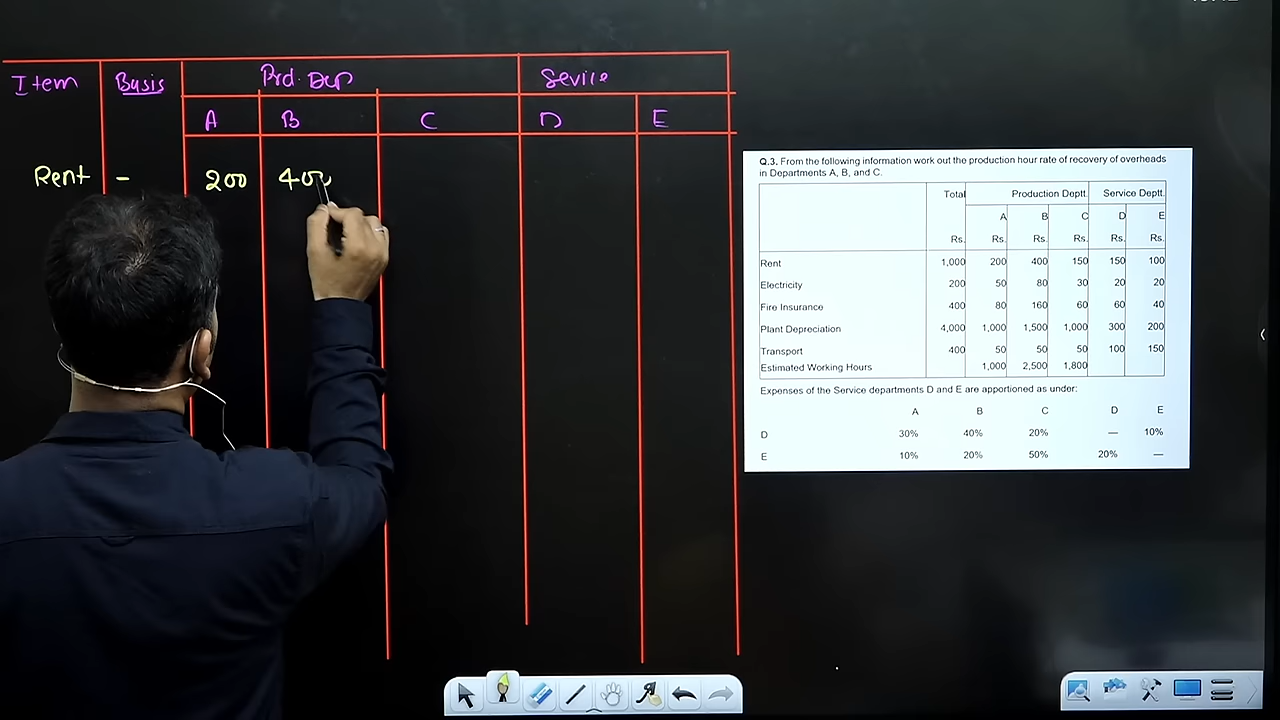 Item Basis Prd. Dep Sevice
A B C D E
Rent - 200 400
Q.3. From the following information work out the production hour rate of recovery of overheads
in Departments A, B, and C.
Total Production Deptt. Service Deptt.
A B C D E
Rs. Rs. Rs. Rs. Rs. Rs.
Rent 1,000 200 400 150 150 100
Electricity 200 50 80 30 20 20
Fire Insurance 400 80 160 60 60 40
Plant Depreciation 4,000 1,000 1,500 1,000 300 200
Transport 400 50 50 50 100 150
Estimated Working Hours 1,000 2,500 1,800
Expenses of the Service departments D and E are apportioned as under:
A B C D E
D 30% 40% 20% — 10%
E 10% 20% 50% 20% —